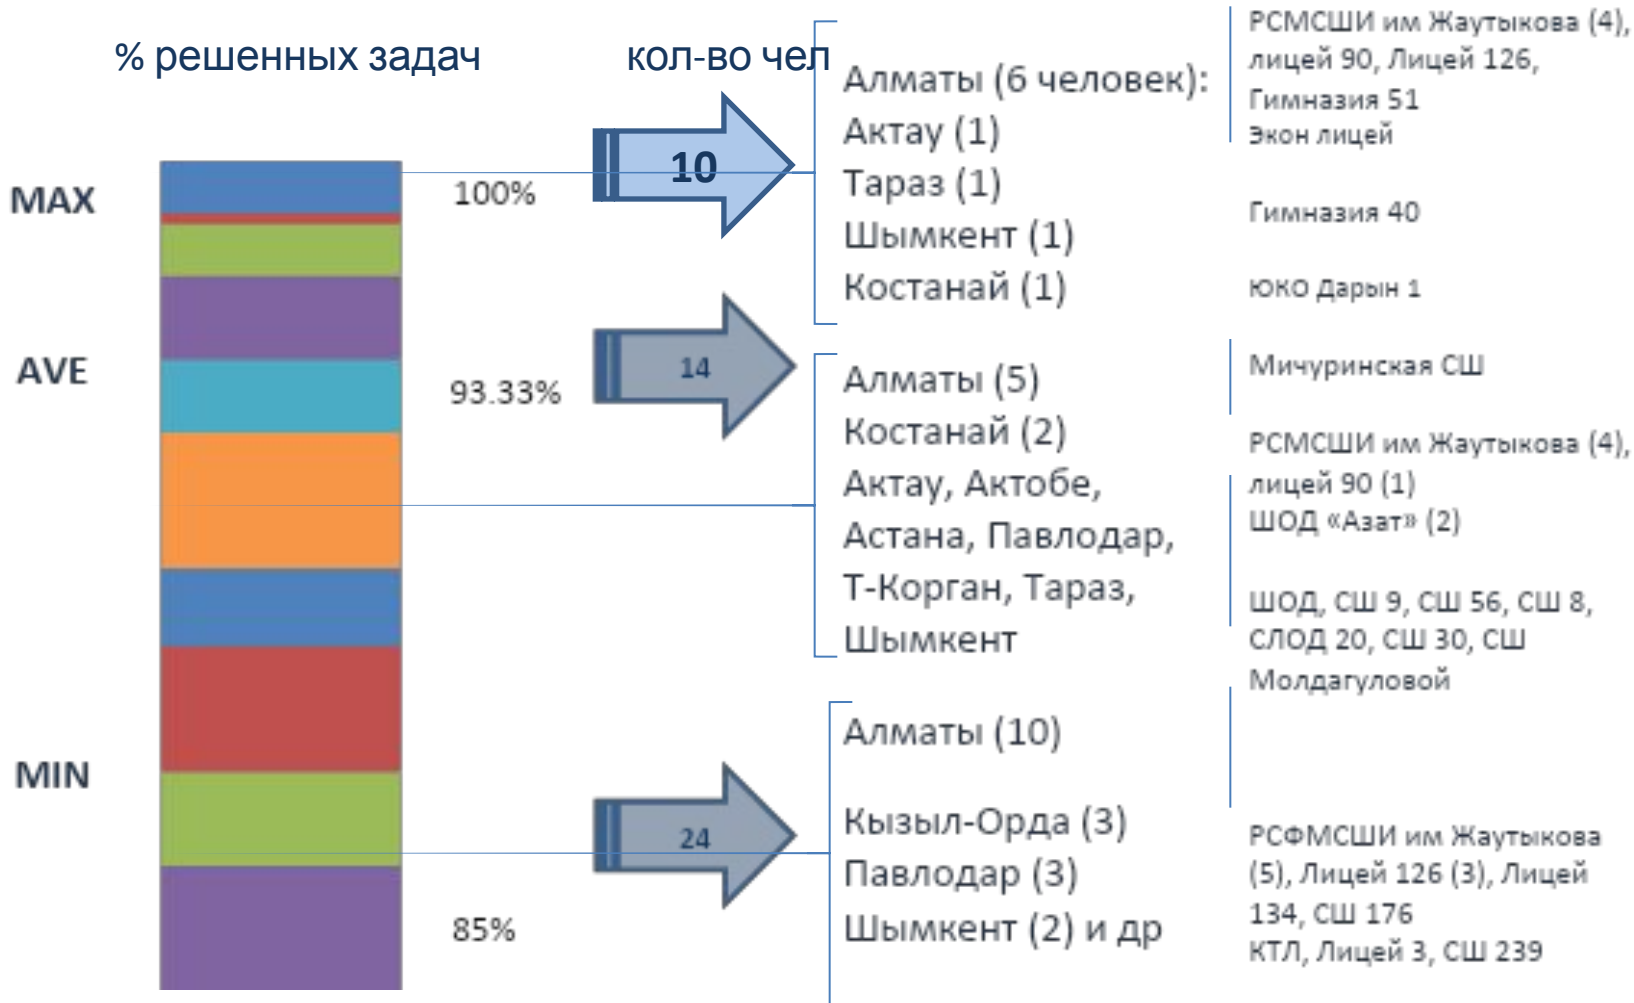 % решенных задач
кол-во чел
MAX
AVE
MIN
100%
93.33%
85%
10
14
24
Алматы (6 человек):
Актау (1)
Тараз (1)
Шымкент (1)
Костанай (1)
Алматы (5)
Костанай (2)
Актау, Актобе,
Астана, Павлодар,
Т-Корган, Тараз,
Шымкент
Алматы (10)
Кызыл-Орда (3)
Павлодар (3)
Шымкент (2) и др
РСМСШИ им Жаутыкова (4),
лицей 90, Лицей 126,
Гимназия 51
Экон лицей
Гимназия 40
ЮКО Дарын 1
Мичуринская СШ
РСМСШИ им Жаутыкова (4),
лицей 90 (1)
ШОД «Азат» (2)
ШОД, СШ 9, СШ 56, СШ 8,
СЛОД 20, СШ 30, СШ
Молдагуловой
РСФМСШИ им Жаутыкова
(5), Лицей 126 (3), Лицей
134, СШ 176
КТЛ, Лицей 3, СШ 239